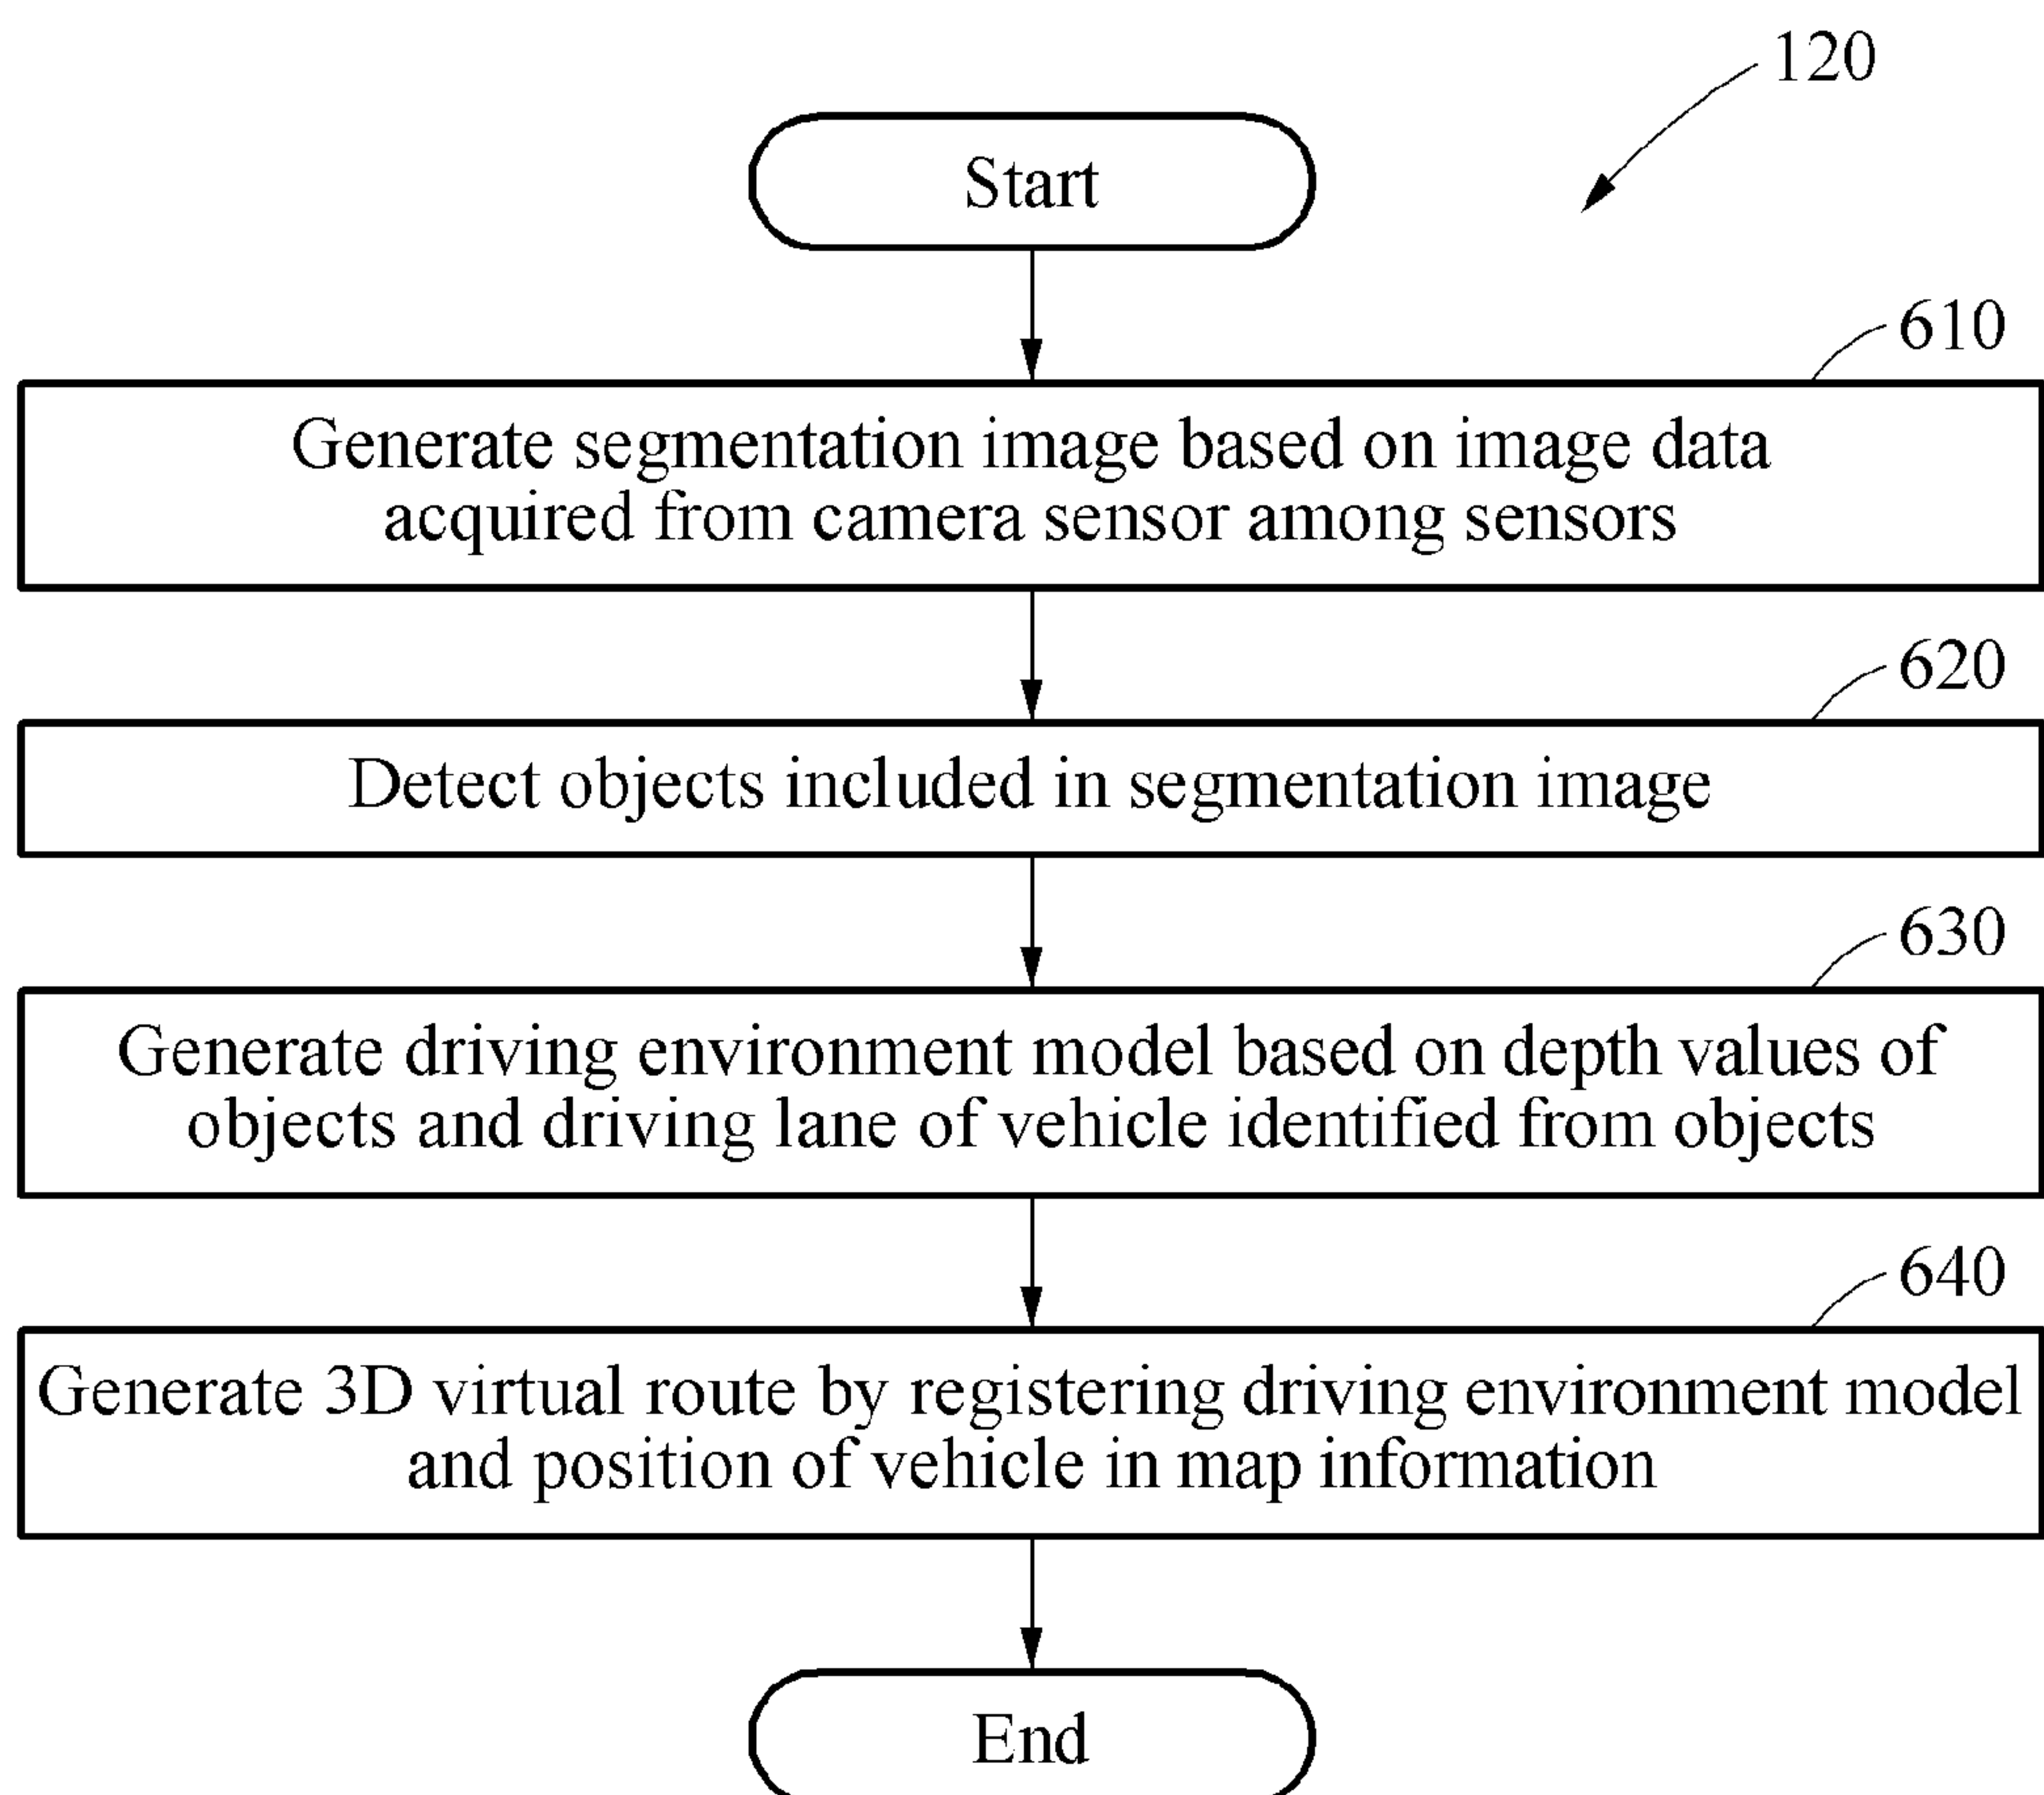 120
Start
610
Generate segmentation image based on image data
acquired from camera sensor among sensors
620
Detect objects included in segmentation image
630
Generate driving environment model based on depth values of
objects and driving lane of vehicle identified from objects
640
Generate 3D virtual route by registering driving environment model
and position of vehicle in map information
End